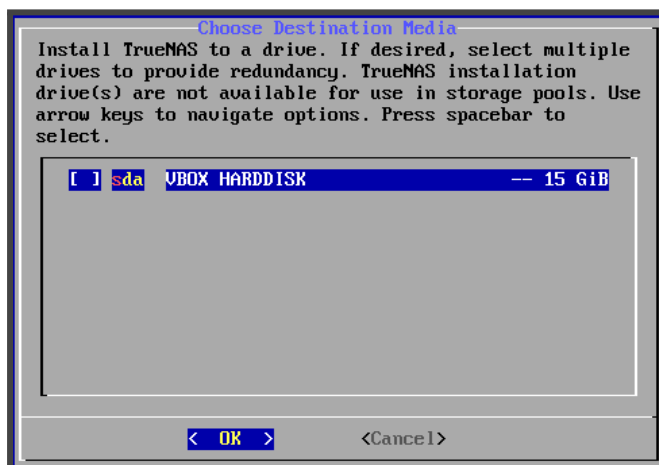 Choose Destination Media
Install TrueNAS to a drive. If desired, select multiple
drives to provide redundancy. TrueNAS installation
drive(s) are not available for use in storage pools. Use
arrow keys to navigate options. Press spacebar to
select.
[ ] sda VBOX HARDDISK -- 15 GiB
< OK > <Cancel>